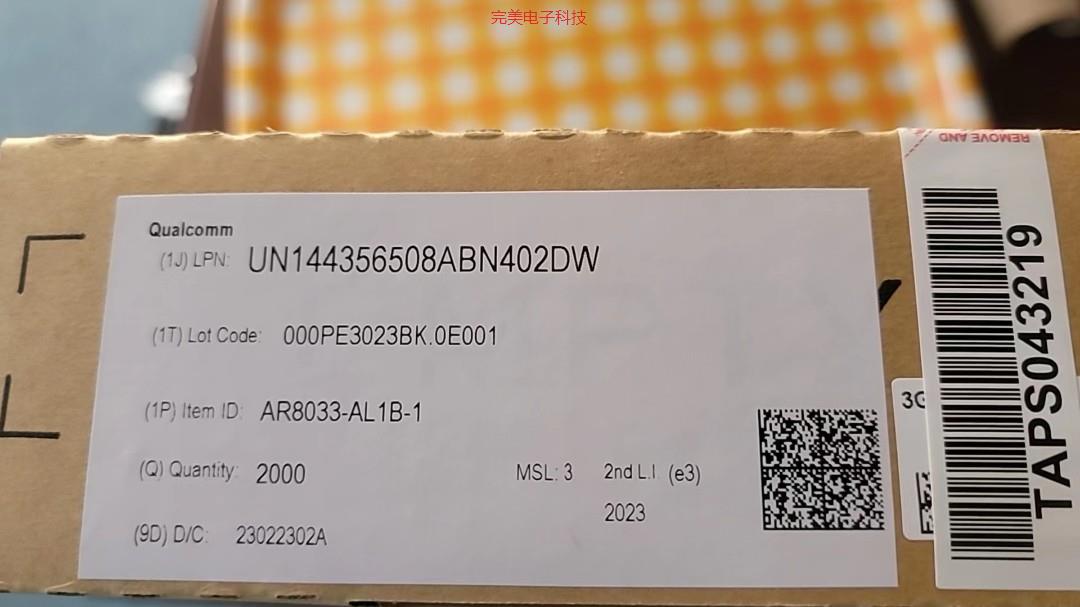 完美电子科技
REMOVE AND
Qualcomm
(1J) LPN: UN144356508ABN402DW
(1T) Lot Code: 000PE3023BK.0E001
(1P) Item ID: AR8033-AL1B-1
(Q) Quantity: 2000
MSL: 3 2nd L.I. (e3)
2023
(9D) D/C: 23022302A
3G
TAPS043219